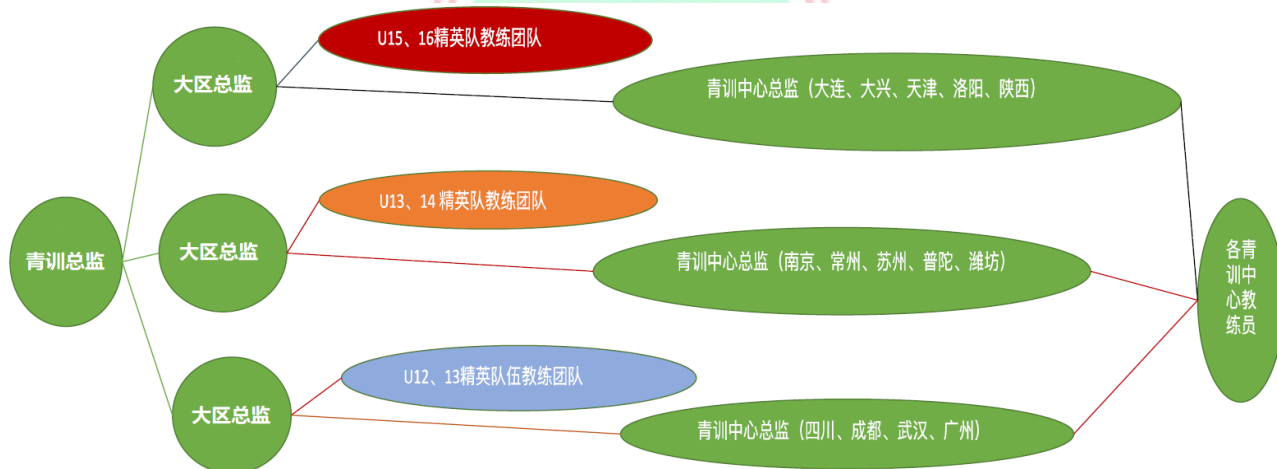 U15、16精英队教练团队
大区总监
青训中心总监（大连、大兴、天津、洛阳、陕西）
U13、14 精英队教练团队
青训总监
大区总监
青训中心总监（南京、常州、苏州、普陀、潍坊）
各青
训中
心教
练员
U12、13精英队伍教练团队
大区总监
青训中心总监（四川、成都、武汉、广州）